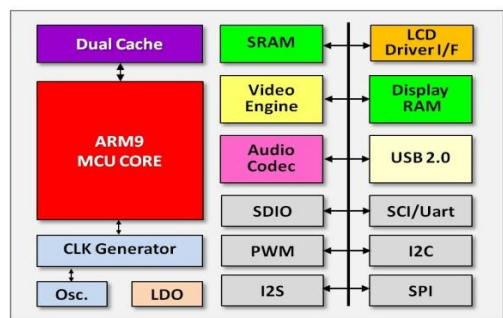 Dual Cache
ARM9
MCU CORE
CLK Generator
Osc.
LDO
SRAM
LCD
Driver I/F
Video
Engine
Display
RAM
Audio
Codec
USB 2.0
SDIO
SCI/Uart
PWM
I2C
I2S
SPI